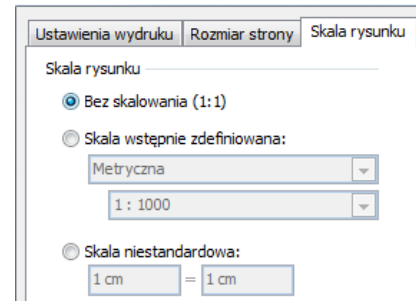 Ustawienia wydruku Rozmiar strony Skala rysunku
Skala rysunku
Bez skalowania (1:1)
Skala wstępnie zdefiniowana:
Metryczna
1 : 1000
Skala niestandardowa:
1 cm = 1 cm